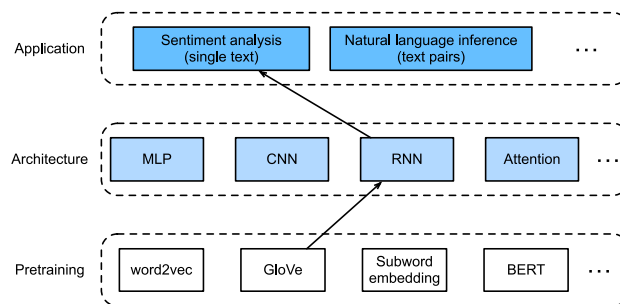 Application
Sentiment analysis
(single text)
Natural language inference
(text pairs)
...
Architecture
MLP
CNN
RNN
Attention
...
Pretraining
word2vec
GloVe
Subword
embedding
BERT
...